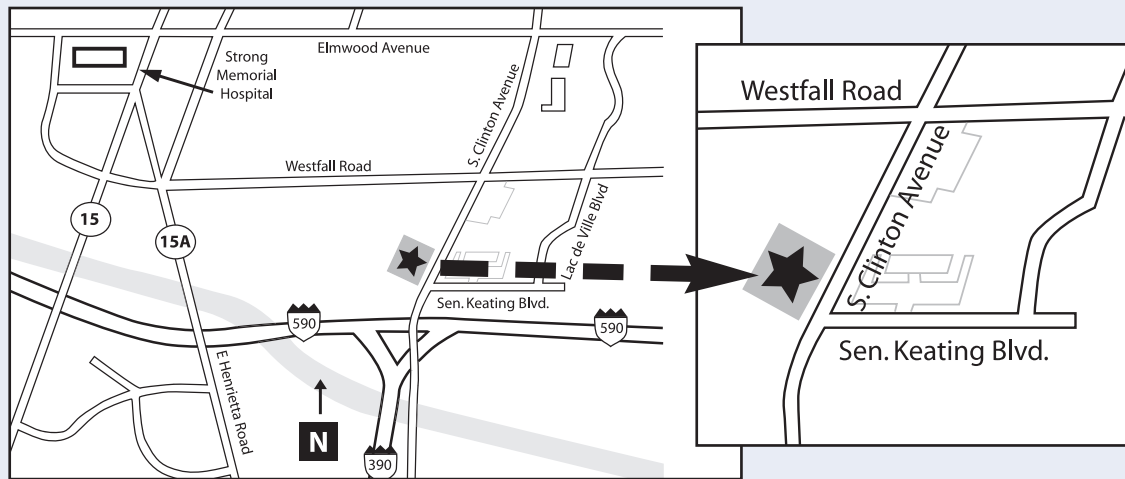 Elmwood Avenue
Strong
Memorial
Hospital
S. Clinton Avenue
Westfall Road
15
15A
Lac de Ville Blvd
Sen. Keating Blvd.
590
590
E Henrietta Road
N
390
Westfall Road
S. Clinton Avenue
Sen. Keating Blvd.